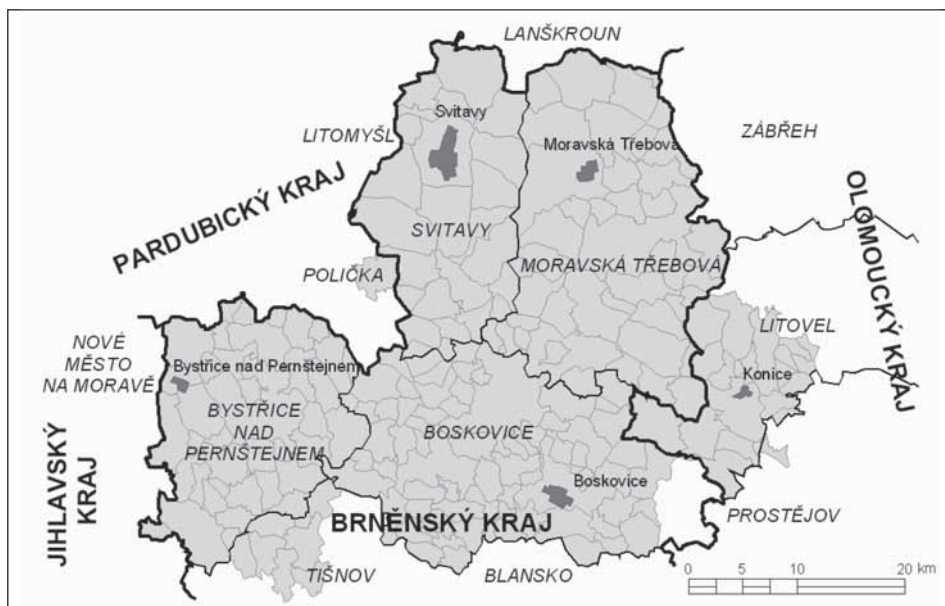 LANŠKROUN
Svitavy
LITOMYŠL
Moravská Třebová
ZÁBŘEH
PARDUBICKÝ KRAJ
OLOMOUCKÝ KRAJ
SVITAVY
MORAVSKÁ TŘEBOVÁ
POLIČKA
LITOVEL
NOVÉ
MĚSTO
NA MORAVĚ
Bystřice nad Pernštejnem
Konice
BYSTŘICE
NAD
PERNŠTEJNEM
BOSKOVICE
JIHLAVSKÝ
KRAJ
Boskovice
BRNĚNSKÝ KRAJ
PROSTĚJOV
TIŠNOV
BLANSKO
0 5 10 20 km